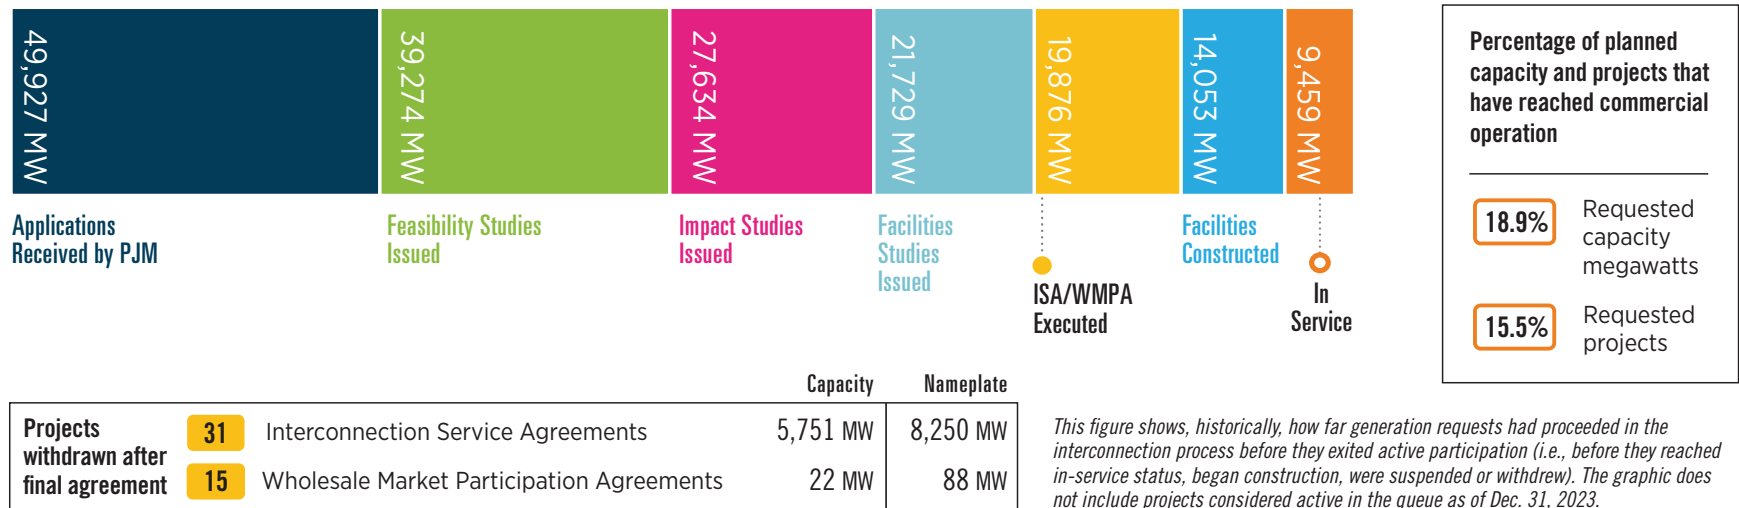 49,927 MW
39,274 MW
27,634 MW
21,729 MW
19,876 MW
14,053 MW
9,459 MW
Applications
Received by PJM
Feasibility Studies
Issued
Impact Studies
Issued
Facilities
Studies
Issued
ISA/WMPA
Executed
Facilities
Constructed
In
Service
Percentage of planned
capacity and projects that
have reached commercial
operation
18.9%
Requested
capacity
megawatts
15.5%
Requested
projects
Capacity Nameplate
Projects
withdrawn after
final agreement
31 Interconnection Service Agreements 5,751 MW 8,250 MW
15 Wholesale Market Participation Agreements 22 MW 88 MW
This figure shows, historically, how far generation requests had proceeded in the
interconnection process before they exited active participation (i.e., before they reached
in-service status, began construction, were suspended or withdrew). The graphic does
not include projects considered active in the queue as of Dec. 31, 2023.